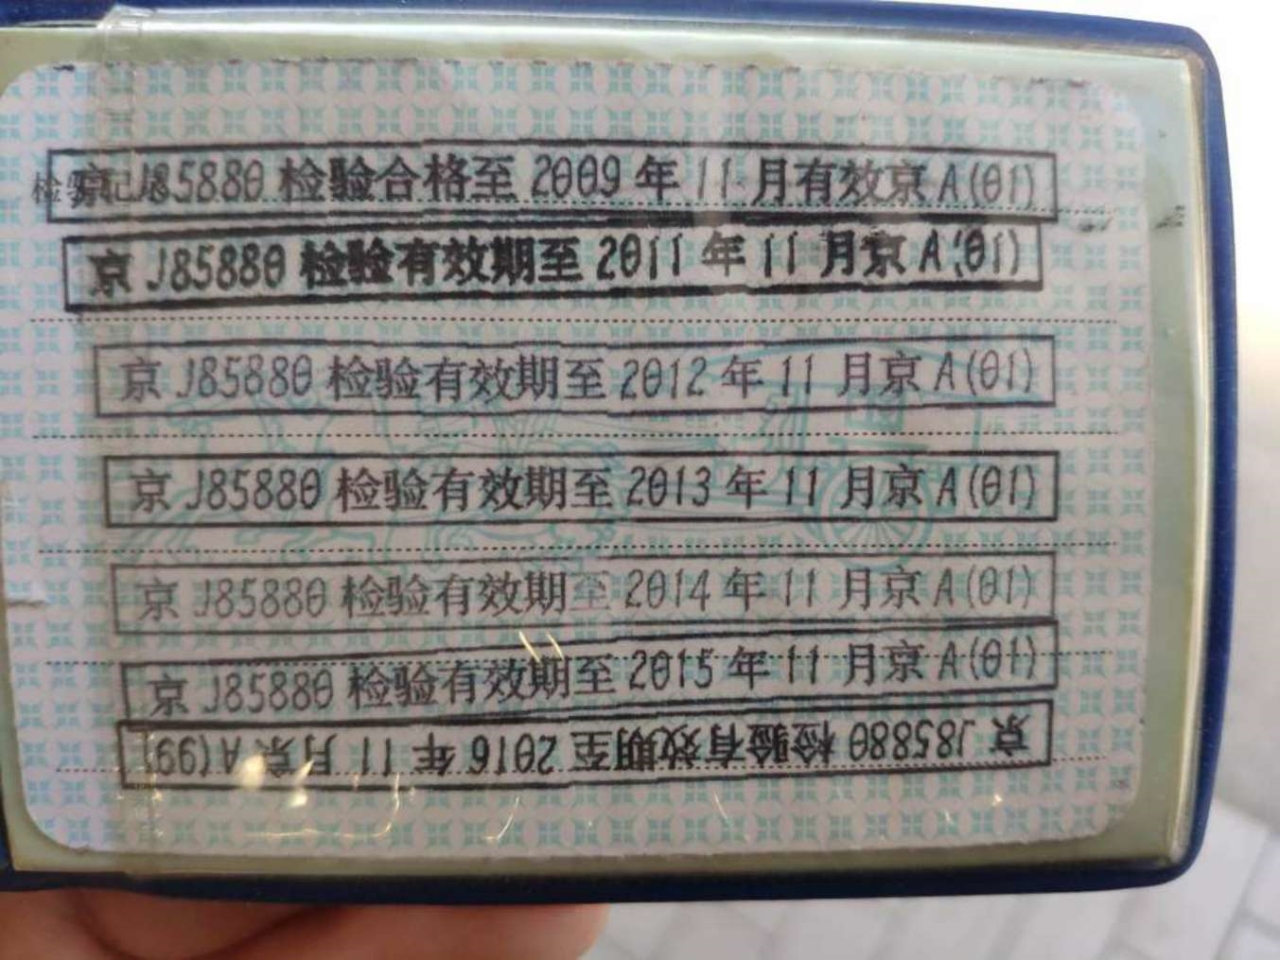 检验记录
京J85880 检验合格至 2009 年 11 月有效京 A(01)
京 J85880 检验有效期至 2011 年 11 月京 A(01)
京 J85880 检验有效期至 2012 年 11 月京 A(01)
京 J85880 检验有效期至 2013 年 11 月京 A(01)
京 J85880 检验有效期至 2014 年 11 月京 A(01)
京 J85880 检验有效期至 2015 年 11 月京 A(01)
京 J85880 检验有效期至 2016 年 11 月京 A(99)